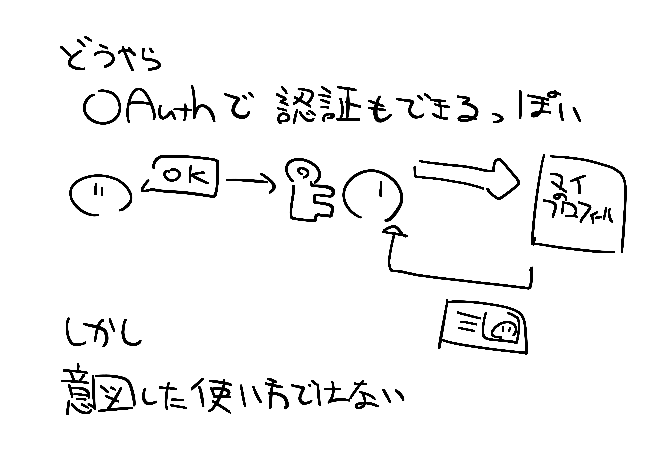 どうやら
OAuthで認証もできるっぽい
OK
マイ
の
プロフィール
しかし
意図した使い方ではない